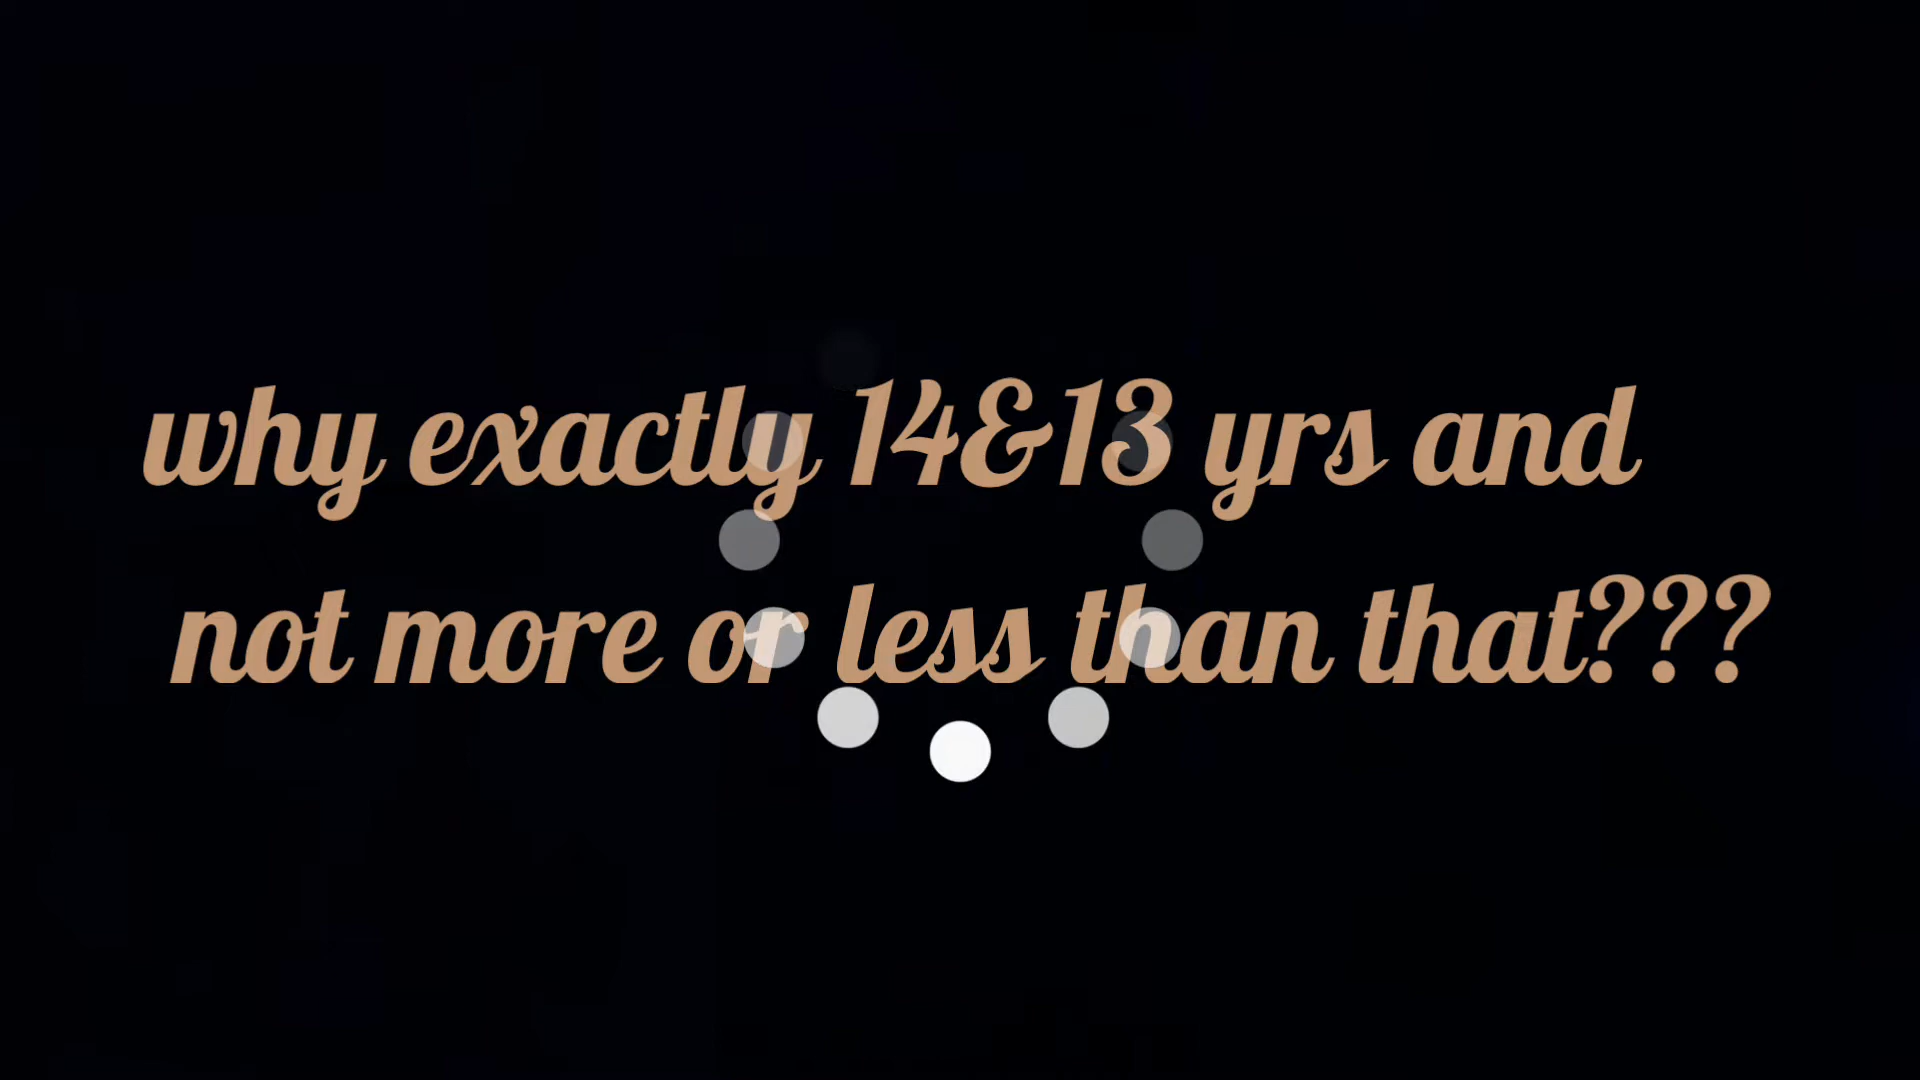 why exactly 14&13 yrs and
not more or less than that???